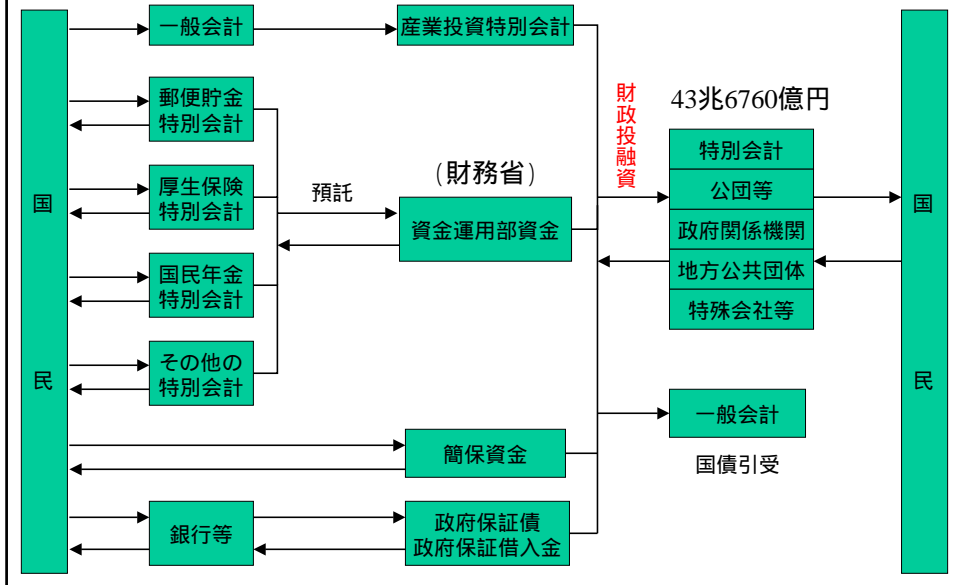 国
民
一般会計
産業投資特別会計
郵便貯金
特別会計
厚生保険
特別会計
国民年金
特別会計
その他の
特別会計
預託
(財務省)
資金運用部資金
簡保資金
銀行等
政府保証債
政府保証借入金
財政投融資
43兆6760億円
特別会計
公団等
政府関係機関
地方公共団体
特殊会社等
一般会計
国債引受
国
民